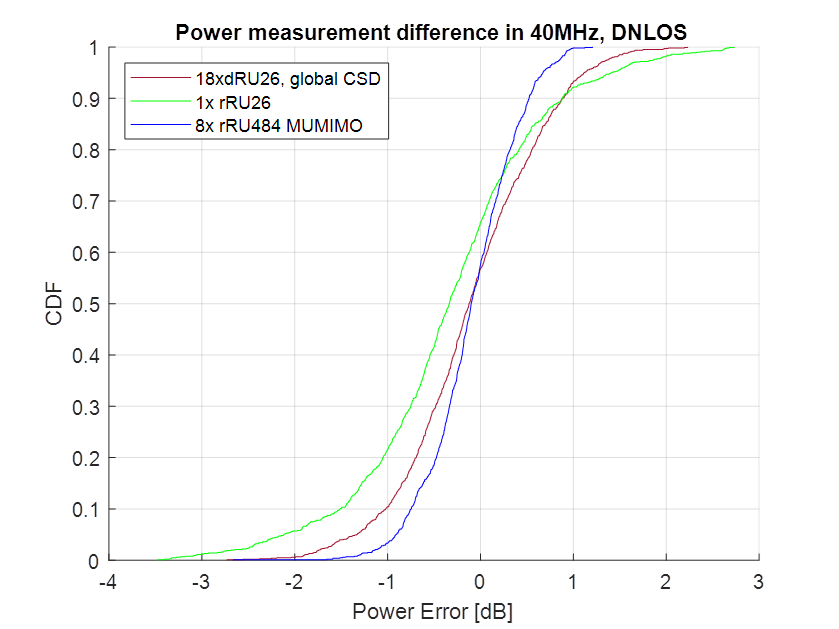 Power measurement difference in 40MHz, DNLOS
18xdRU26, global CSD
1x rRU26
8x rRU484 MUMIMO
1
0.9
0.8
0.7
0.6
0.5
0.4
0.3
0.2
0.1
0
CDF
-4 -3 -2 -1 0 1 2 3
Power Error [dB]